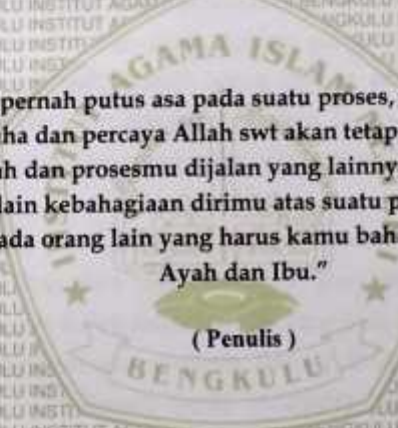 pernah putus asa pada suatu proses,
ha dan percaya Allah swt akan tetap
h dan prosesmu dijalan yang lainny
lain kebahagiaan dirimu atas suatu p
ada orang lain yang harus kamu bah
Ayah dan Ibu."
( Penulis )
AGAMA ISLAM
BENGKULU